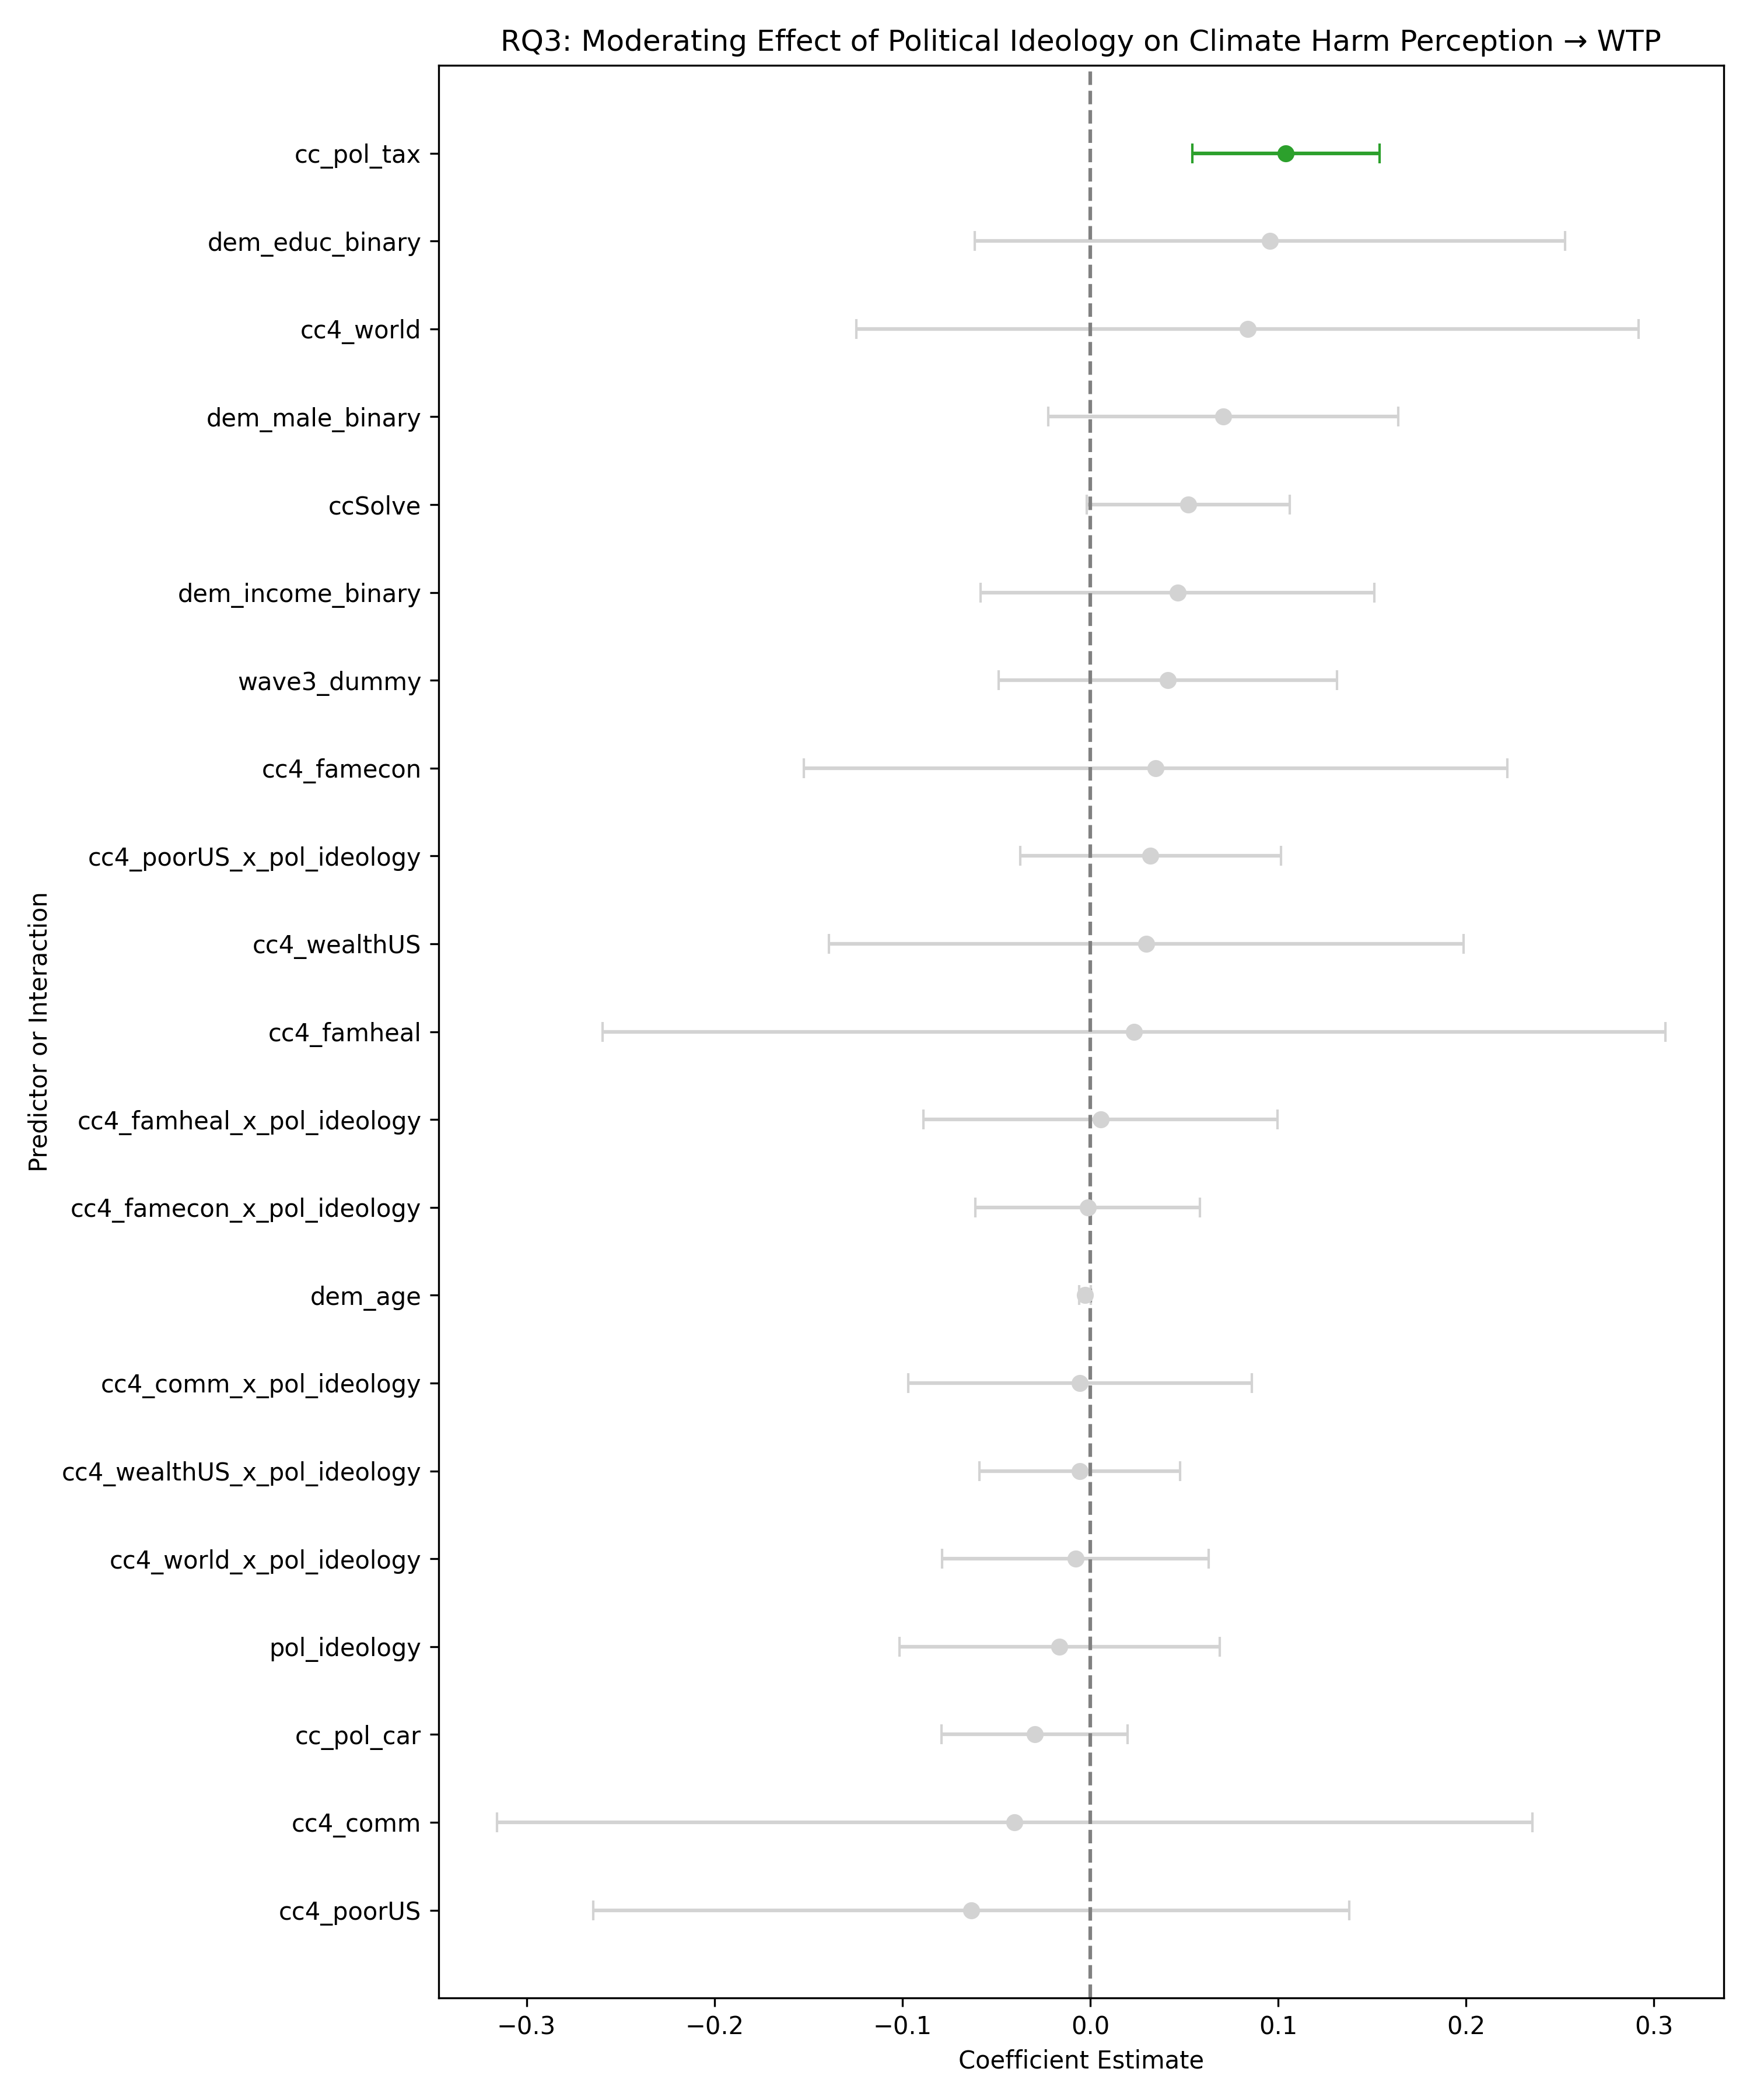 RQ3: Moderating Effect of Political Ideology on Climate Harm Perception → WTP
Predictor or Interaction
cc_pol_tax
dem_educ_binary
cc4_world
dem_male_binary
ccSolve
dem_income_binary
wave3_dummy
cc4_famecon
cc4_poorUS_x_pol_ideology
cc4_wealthUS
cc4_famheal
cc4_famheal_x_pol_ideology
cc4_famecon_x_pol_ideology
dem_age
cc4_comm_x_pol_ideology
cc4_wealthUS_x_pol_ideology
cc4_world_x_pol_ideology
pol_ideology
cc_pol_car
cc4_comm
cc4_poorUS
−0.3 −0.2 −0.1 0.0 0.1 0.2 0.3
Coefficient Estimate